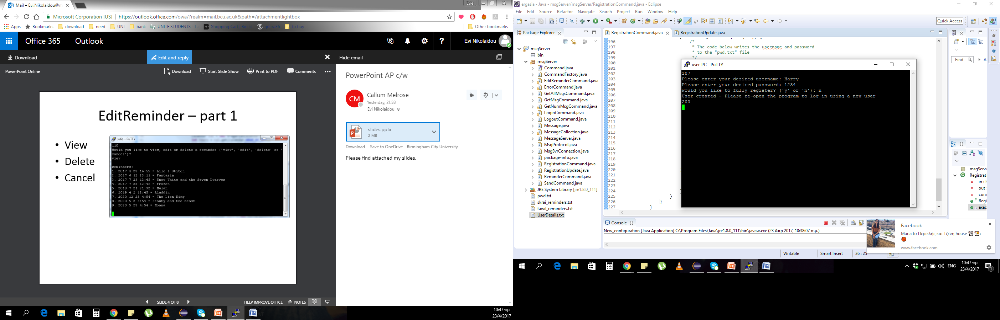 Mail – Evi.Nikolaidou@m
Evie
Microsoft Corporation [US] | https://outlook.office.com/owa/?realm=mail.bcu.ac.uk&path=/attachmentlightbox
Apps Bookmarks download need UNI bank UNITE STUDENTS - Shopping Cart | gefira36 to buy Other bookmarks
Office 365 Outlook Evi Nikolaidou
Download Edit and reply Hide email
PowerPoint Online Download Start Slide Show Print to PDF Comments
EditReminder – part 1
• View
• Delete
• Cancel
Julie - PuTTY
110
Would you like to view, edit or delete a reminder ('view', 'edit', 'delete' or '
cancel')?
view
Reminders:
1. 2017 4 23 16:59 = Lilo & Stitch
2. 2017 6 12 23:11 = Fantasia
3. 2017 7 23 12:45 = Snow White and the Seven Dwarves
4. 2017 7 23 12:45 = Frozen
5. 2018 7 21 21:32 = Mulan
6. 2019 4 2 12:45 = Aladdin
7. 2020 12 23 4:54 = The Lion King
8. 2020 5 2 4:54 = Beauty and the beast
9. 2020 5 23 4:54 = Moana
SLIDE 4 OF 8 HELP IMPROVE OFFICE NOTES
PowerPoint AP c/w
CM
Callum Melrose
Yesterday, 21:58
Evi Nikolaidou
slides.pptx
2 MB
Download Save to OneDrive - Birmingham City University
Please find attached my slides.
10:47 πμ
23/4/2017
ergasia - Java - msgServer/msgServer/RegistrationCommand.java - Eclipse
File Edit Source Refactor Navigate Search Project Run Window Help
Quick Access
Package Explorer
msgServer
bin
msgServer
Command.java
CommandFactory.java
EditReminderCommand.java
ErrorCommand.java
GetAllMsgsCommand.java
GetMsgCommand.java
GetNumMsgCommand.java
LoginCommand.java
LogoutCommand.java
Message.java
MessageCollection.java
MessageServer.java
MsgProtocol.java
MsgSvrConnection.java
package-info.java
RegistrationCommand.java
RegistrationUpdate.java
ReminderCommand.java
SendCommand.java
JRE System Library [jre1.8.0_111]
pwd.txt
skrai_reminders.txt
tawil_reminders.txt
UserDetails.txt
RegistrationCommand.java RegistrationUpdate.java
196 /*
197 * The code below writes the username and password
198 * to the "pwd.txt" file
199 */
200
201
202
203
204
205
206
207
208
209
210
211
212
213
214
215
216
217
218
219
220 }
221
222
223
224 }
225 }
226 }
227 }
user-PC - PuTTY
107
Please enter your desired username: Harry
Please enter your desired password: 1234
Would you like to fully register? ('y' or 'n'): n
User created - Please re-open the program to log in using a new user
200
Find A
msgServe
Registrat
in :
out
conn
Regi
exec
Console
New_configuration [Java Application] C:\Program Files\Java\jre1.8.0_111\bin\javaw.exe (23 Απρ 2017, 10:38:07 π.μ.)
Facebook
Maria to Περικλής και Τζένη house 🐭 🐹:
🏀
www.facebook.com
Writable Smart Insert 36 : 25
ENG
10:47 πμ
23/4/2017
1